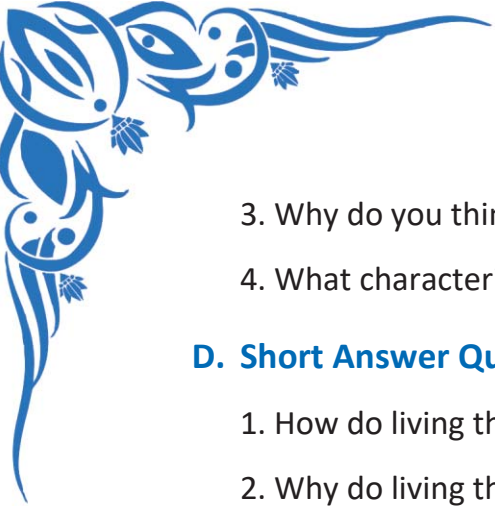 3. Why do you thin
4. What character
D. Short Answer Qu
1. How do living th
2. Why do living th